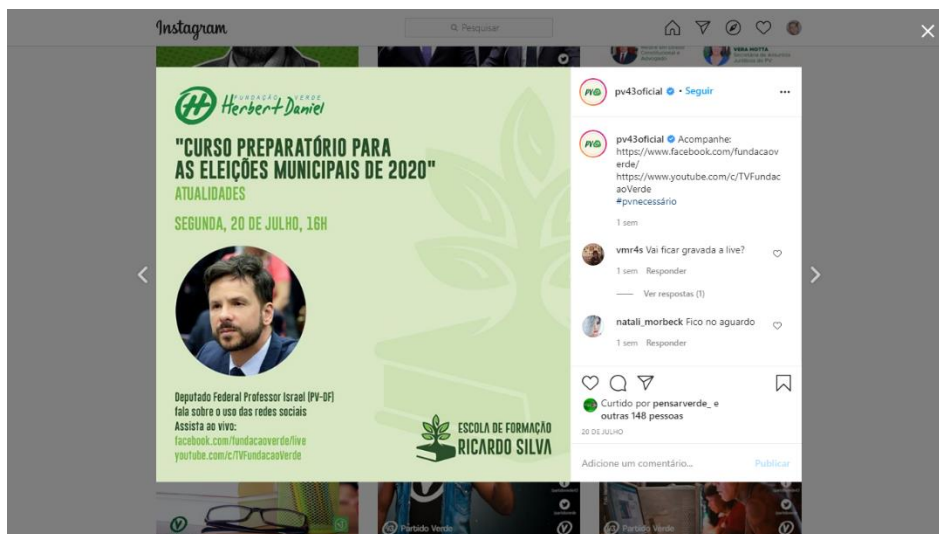 Instagram
Pesquisar
VERA MOTTA
FUNDAÇÃO VERDE
Herbert Daniel
"CURSO PREPARATÓRIO PARA
AS ELEIÇÕES MUNICIPAIS DE 2020"
ATUALIDADES
SEGUNDA, 20 DE JULHO, 16H
Deputado Federal Professor Israel (PV-DF)
fala sobre o uso das redes sociais
Assista ao vivo:
facebook.com/fundacaoverde/live
youtube.com/c/TVFundacaoVerde
ESCOLA DE FORMAÇÃO
RICARDO SILVA
pv43oficial • Seguir
pv43oficial Acompanhe:
https://www.facebook.com/fundacaov
erde/
https://www.youtube.com/c/TVFundac
aoVerde
#pvnecessário
1 sem
vmr4s Vai ficar gravada a live?
1 sem Responder
Ver respostas (1)
natali_morbeck Fico no aguardo
1 sem Responder
Curtido por pensarverde_ e
outras 148 pessoas
20 DE JULHO
Adicione um comentário...
Publicar
Partido Verde
Partido Verde